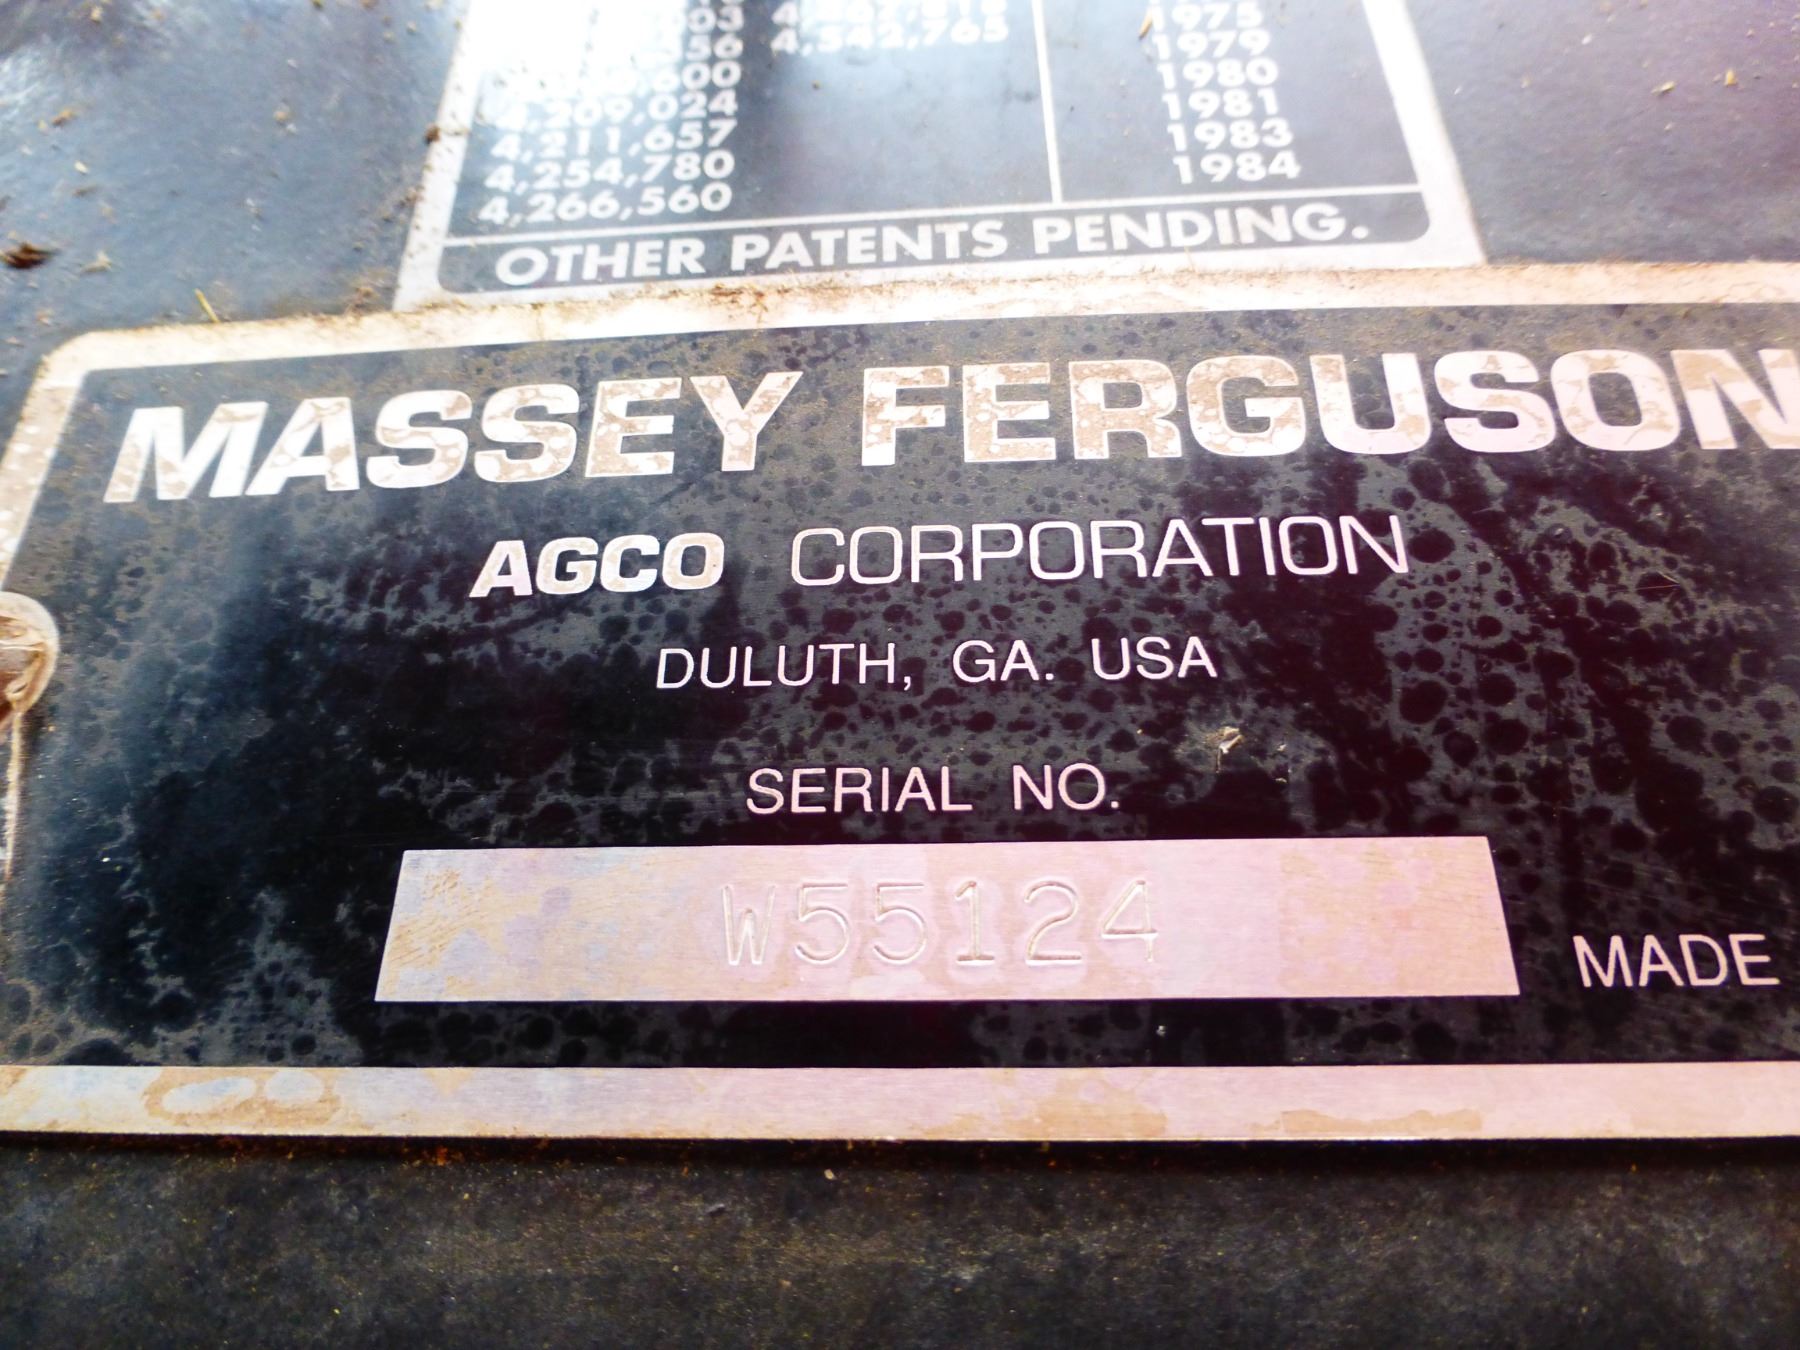 1975
4,542,765 1979
1980
4,209,024 1981
4,211,657 1983
4,254,780 1984
4,266,560
OTHER PATENTS PENDING.
MASSEY FERGUSON
AGCO CORPORATION
DULUTH, GA. USA
SERIAL NO.
W55124
MADE